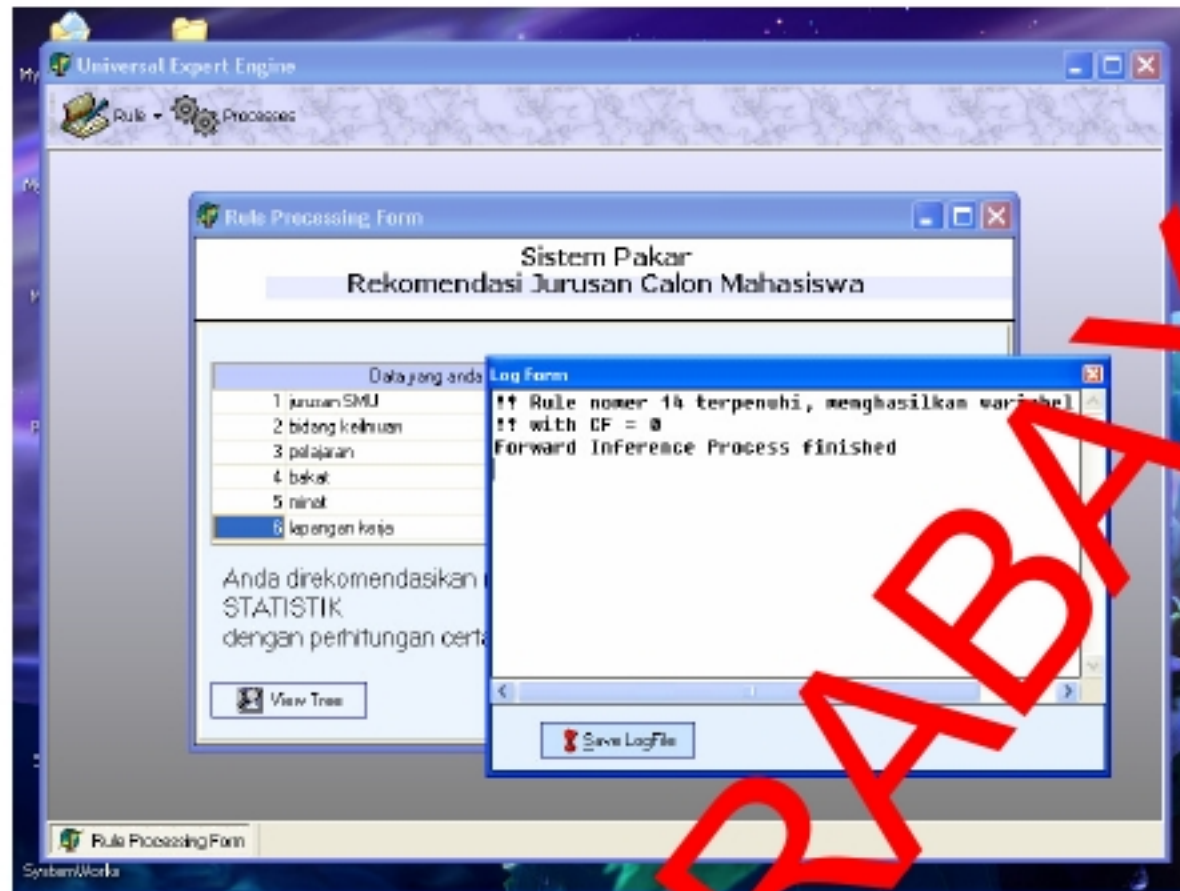 Universal Expert Engine
Rule
Processes
Rule Processing Form
Sistem Pakar
Rekomendasi Jurusan Calon Mahasiswa
Data yang anda
1 jurusan SMU
2 bidang keilmuan
3 pelajaran
4 bakat
5 minat
6 lapangan kerja
Anda direkomendasikan
STATISTIK
dengan perhitungan certa
View Tree
Log Form
!! Rule nomer 14 terpenuhi, menghasilkan variabel
!! with CF = 0
Forward Inference Process finished
Save LogFile
Rule Processing Form
SystemWorks
RABA